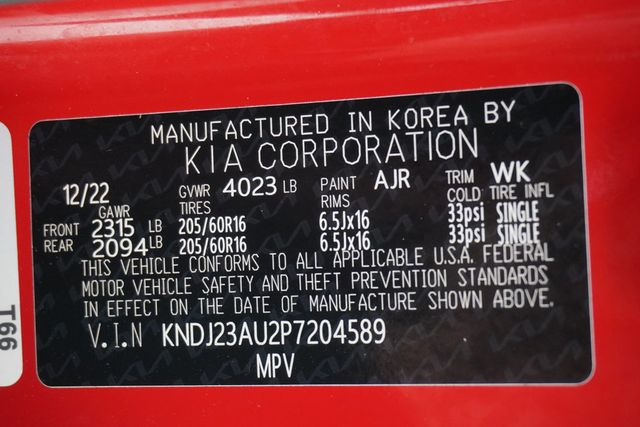 MANUFACTURED IN KOREA BY
KIA CORPORATION
12/22 GVWR 4023 LB PAINT AJR TRIM WK
GAWR TIRES RIMS COLD TIRE INFL
FRONT 2315 LB 205/60R16 6.5Jx16 33psi SINGLE
REAR 2094 LB 205/60R16 6.5Jx16 33psi SINGLE
THIS VEHICLE CONFORMS TO ALL APPLICABLE U.S.A. FEDERAL
MOTOR VEHICLE SAFETY AND THEFT PREVENTION STANDARDS
IN EFFECT ON THE DATE OF MANUFACTURE SHOWN ABOVE.
V.I.N KNDJ23AU2P7204589
MPV
T66